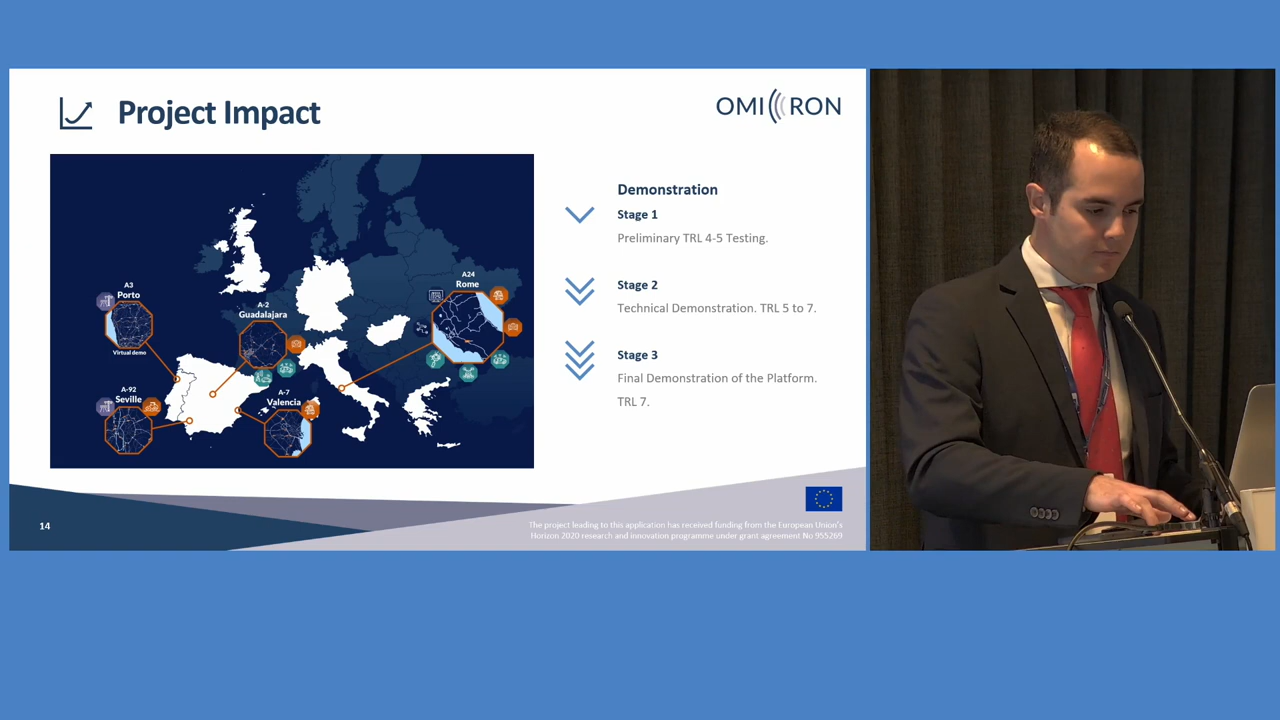 Project Impact
OMICRON
A3
Porto
Virtual demo
A-2
Guadalajara
A24
Rome
A-92
Seville
A-7
Valencia
Demonstration
Stage 1
Preliminary TRL 4-5 Testing.
Stage 2
Technical Demonstration. TRL 5 to 7.
Stage 3
Final Demonstration of the Platform.
TRL 7.
14
The project leading to this application has received funding from the European Union's
Horizon 2020 research and innovation programme under grant agreement No 955269